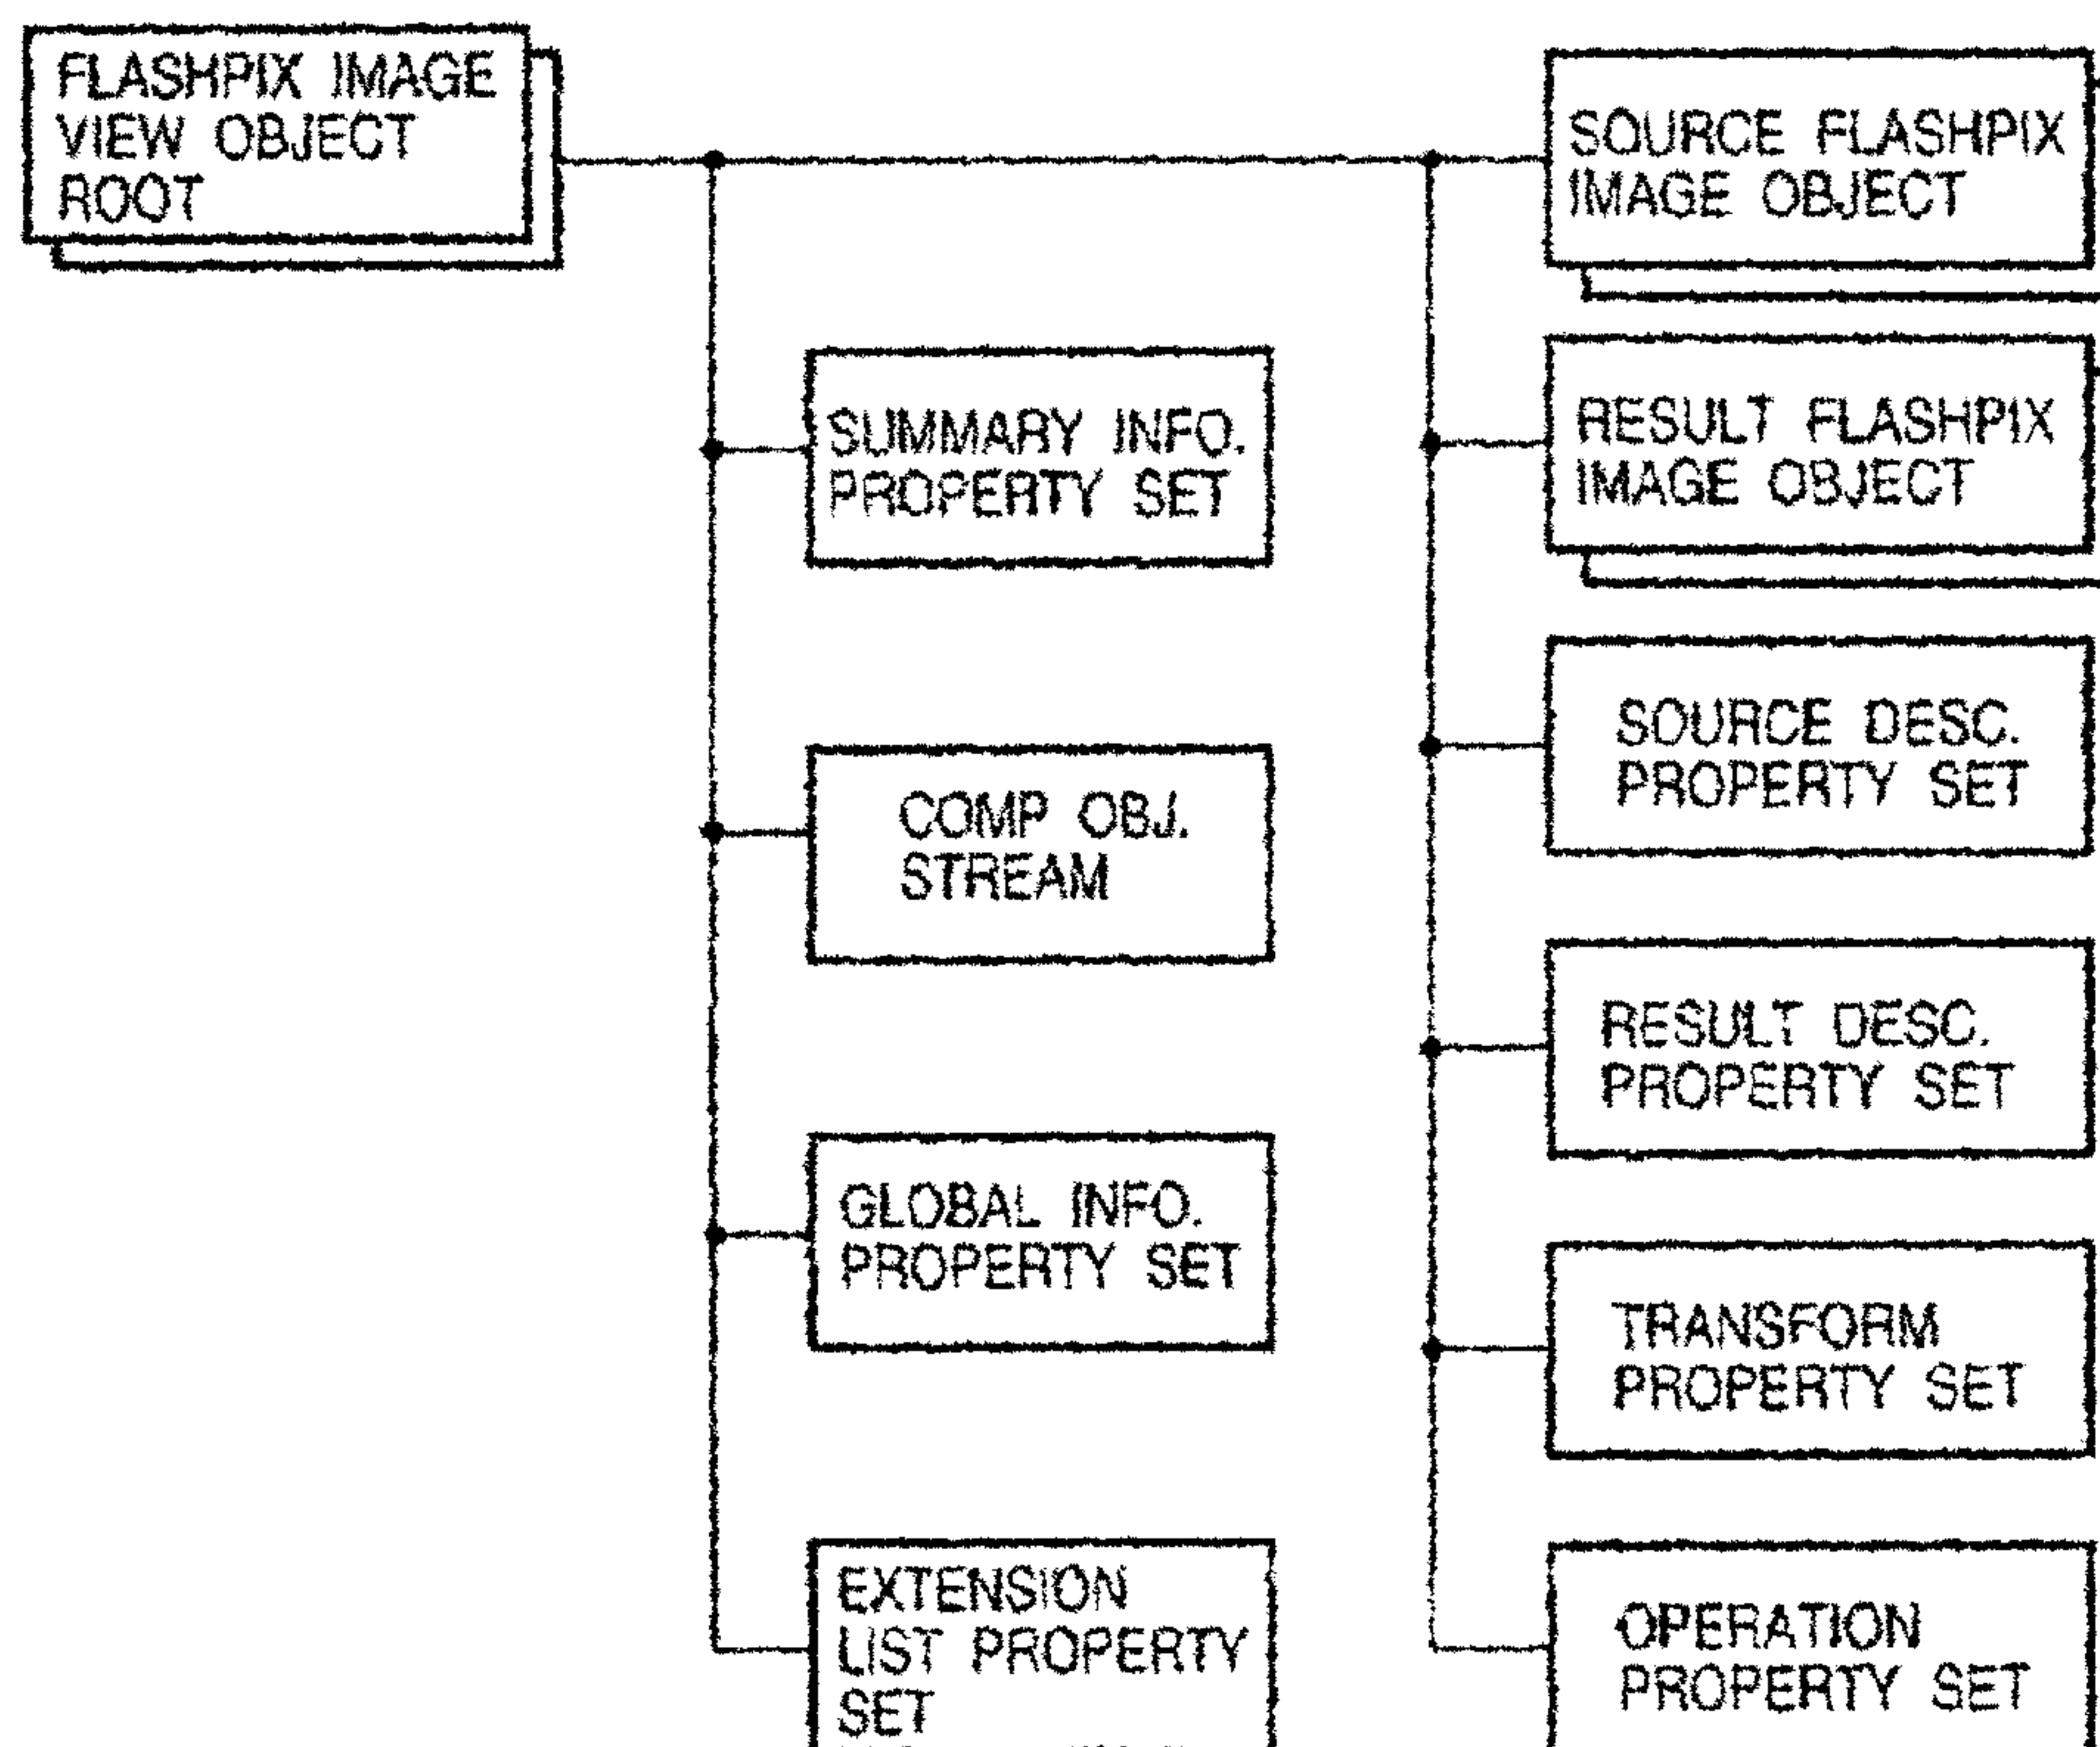 FLASHPIX IMAGE
VIEW OBJECT
ROOT
SUMMARY INFO.
PROPERTY SET
COMP OBJ.
STREAM
GLOBAL INFO.
PROPERTY SET
EXTENSION
LIST PROPERTY
SET
SOURCE FLASHPIX
IMAGE OBJECT
RESULT FLASHPIX
IMAGE OBJECT
SOURCE DESC.
PROPERTY SET
RESULT DESC.
PROPERTY SET
TRANSFORM
PROPERTY SET
OPERATION
PROPERTY SET